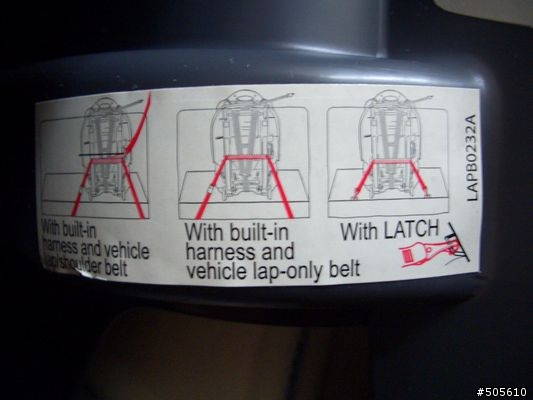 With built-in
harness and vehicle
lap/shoulder belt
With built-in
harness and
vehicle lap-only belt
With LATCH
LAPB0232A
#505610